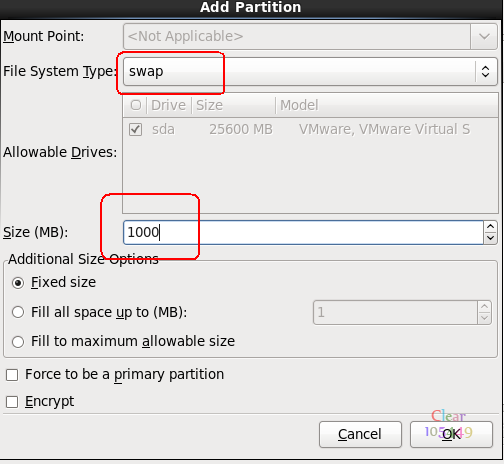 Add Partition
Mount Point: <Not Applicable>
File System Type: swap
Drive Size Model
sda 25600 MB VMware, VMware Virtual S
Allowable Drives:
Size (MB): 1000
Additional Size Options
Fixed size
Fill all space up to (MB): 1
Fill to maximum allowable size
Force to be a primary partition
Encrypt
Clear
Cancel OK